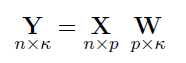 Y = X W
n×κ n×p p×κ